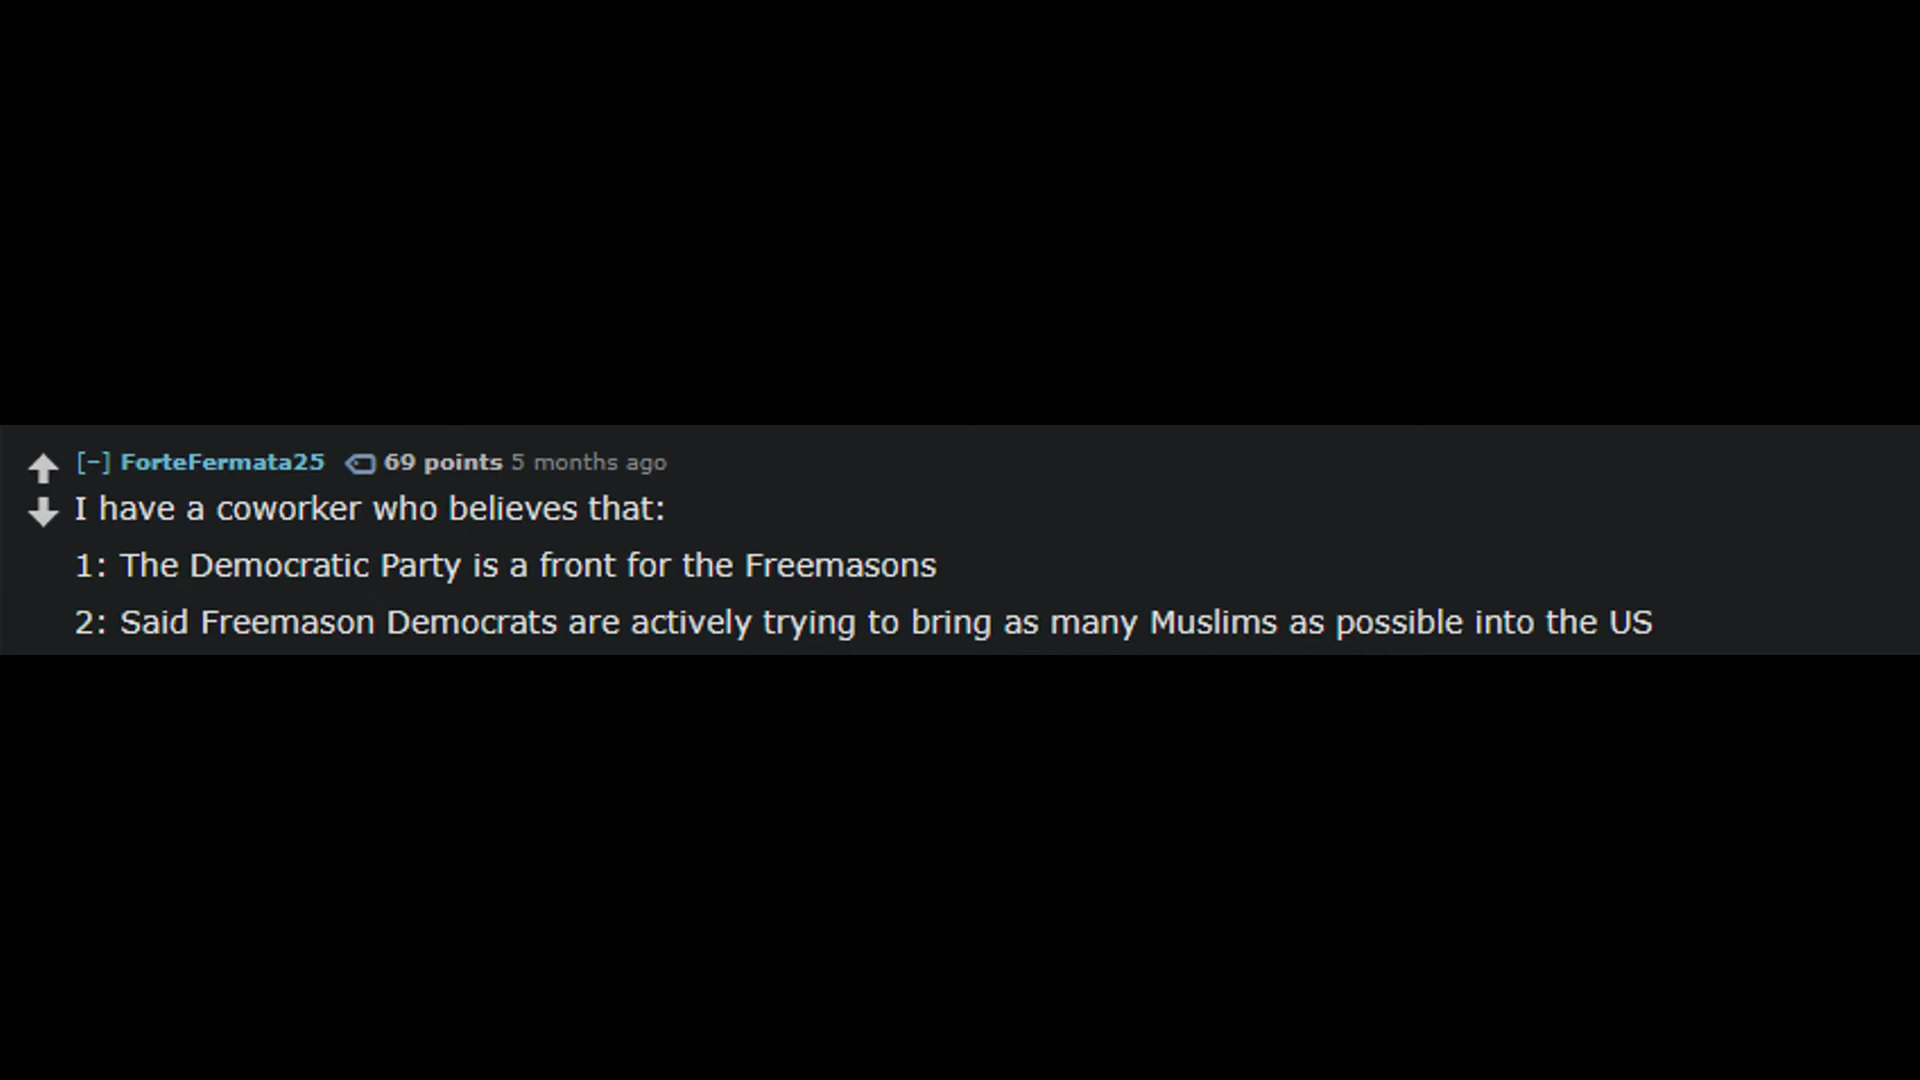 [−] ForteFermata25 69 points 5 months ago
I have a coworker who believes that:
1: The Democratic Party is a front for the Freemasons
2: Said Freemason Democrats are actively trying to bring as many Muslims as possible into the US